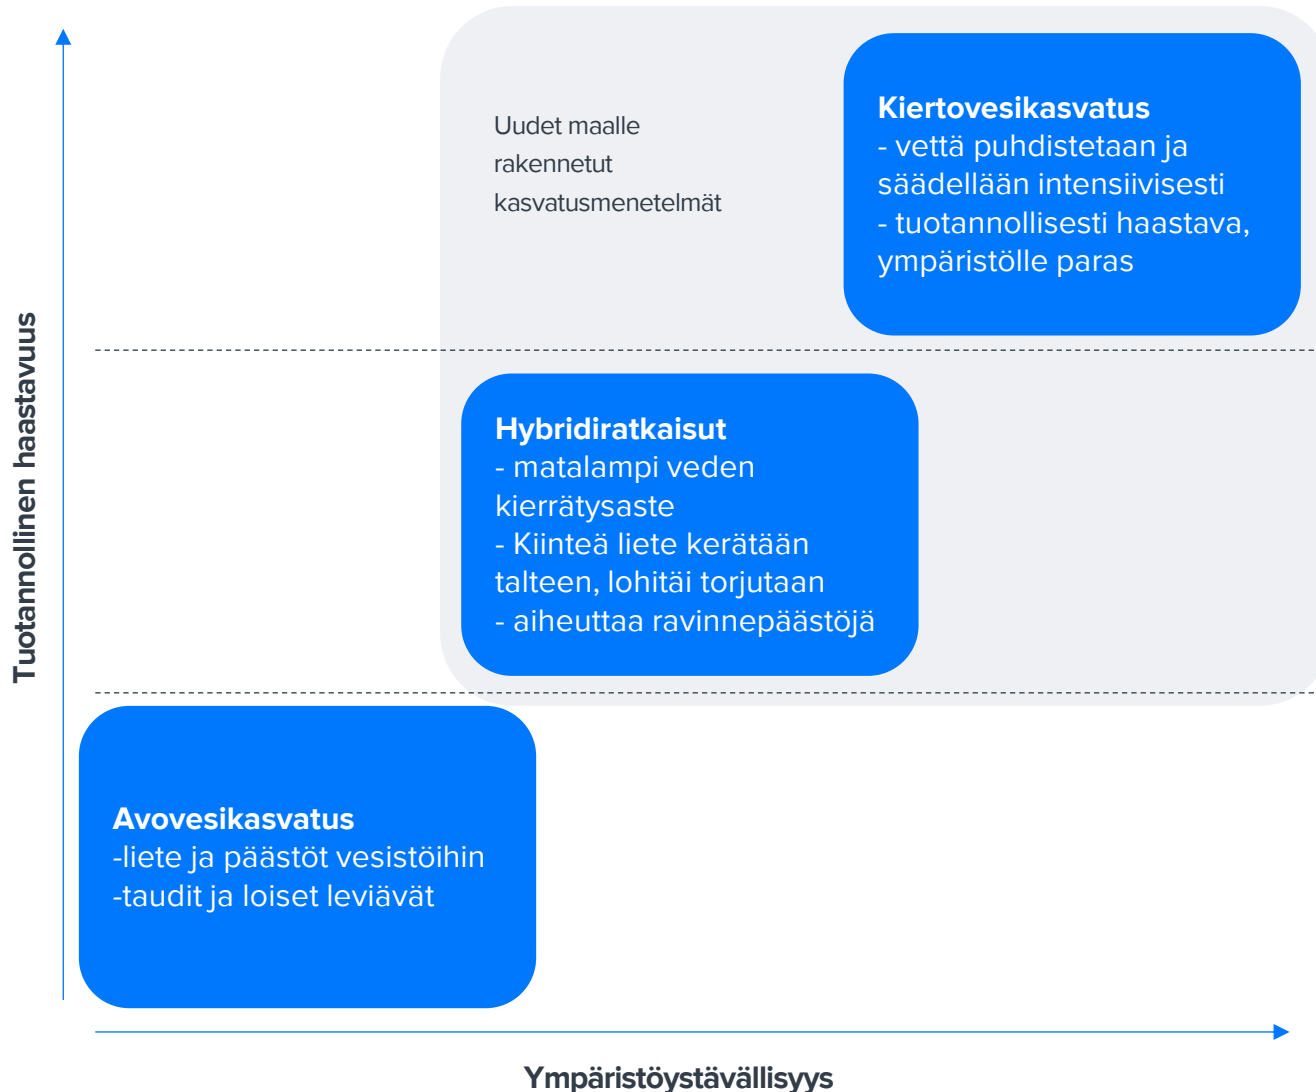 Uudet maalle
rakennetut
kasvatusmenetelmät
Kiertovesikasvatus
- vettä puhdistetaan ja
säädellään intensiivisesti
- tuotannollisesti haastava,
ympäristölle paras
Tuotannollinen haastavuus
Hybridiratkaisut
- matalampi veden
kierrätysaste
- Kiinteä liete kerätään
talteen, lohitäi torjutaan
- aiheuttaa ravinnepäästöjä
Avovesikasvatus
-liete ja päästöt vesistöihin
-taudit ja loiset leviävät
Ympäristöystävällisyys